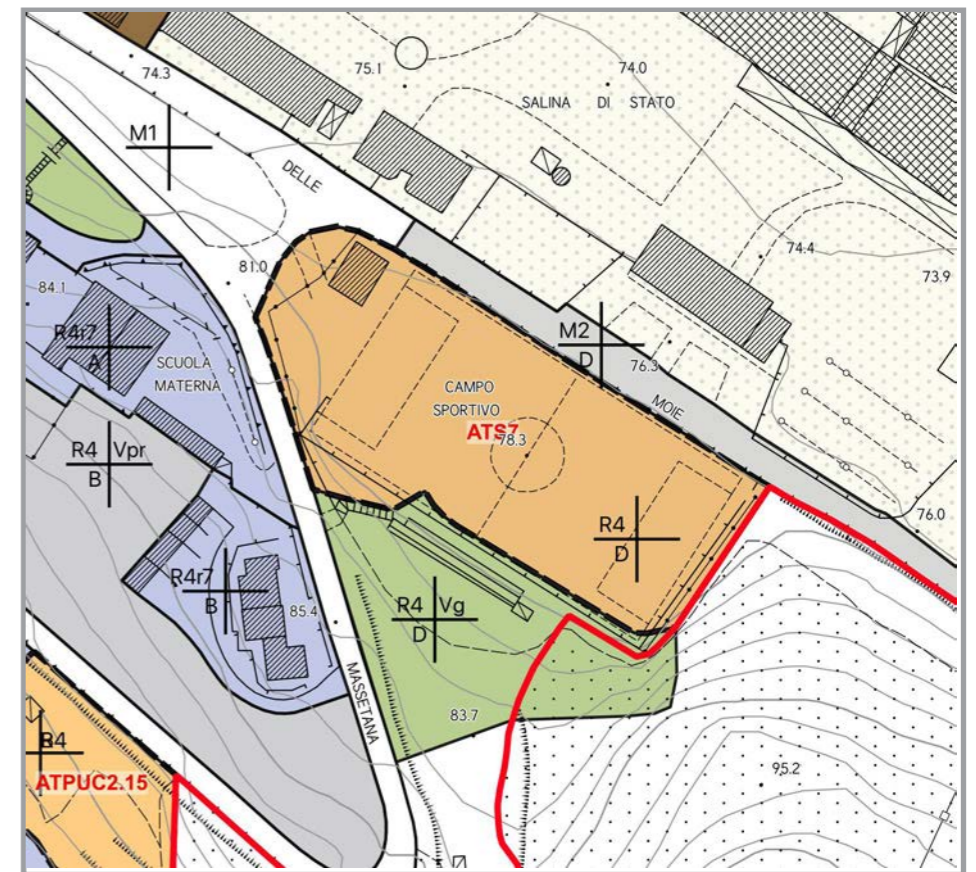 74.3
75.1
74.0
SALINA DI STATO
M1
DELLE
74.4
73.9
81.0
84.1
R4r7
A
SCUOLA
MATERNA
M2
D
76.3
MOIE
CAMPO
SPORTIVO
ATS7
78.3
R4 Vpr
B
R4
D
76.0
R4r7
B
85.4
R4 Vg
D
MASSETANA
83.7
R4
ATPUC2.15
95.2